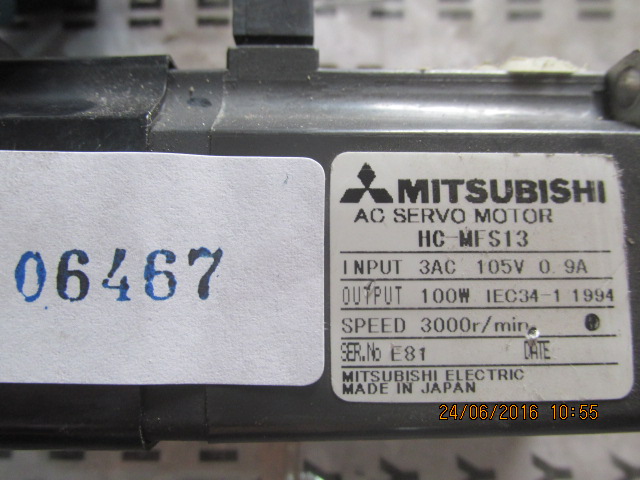 06467
MITSUBISHI
AC SERVO MOTOR
HC-MFS13
INPUT 3AC 105V 0.9A
OUTPUT 100W IEC34-1 1994
SPEED 3000r/min
SER.No E81 DATE
MITSUBISHI ELECTRIC
MADE IN JAPAN
24/06/2016 10:55